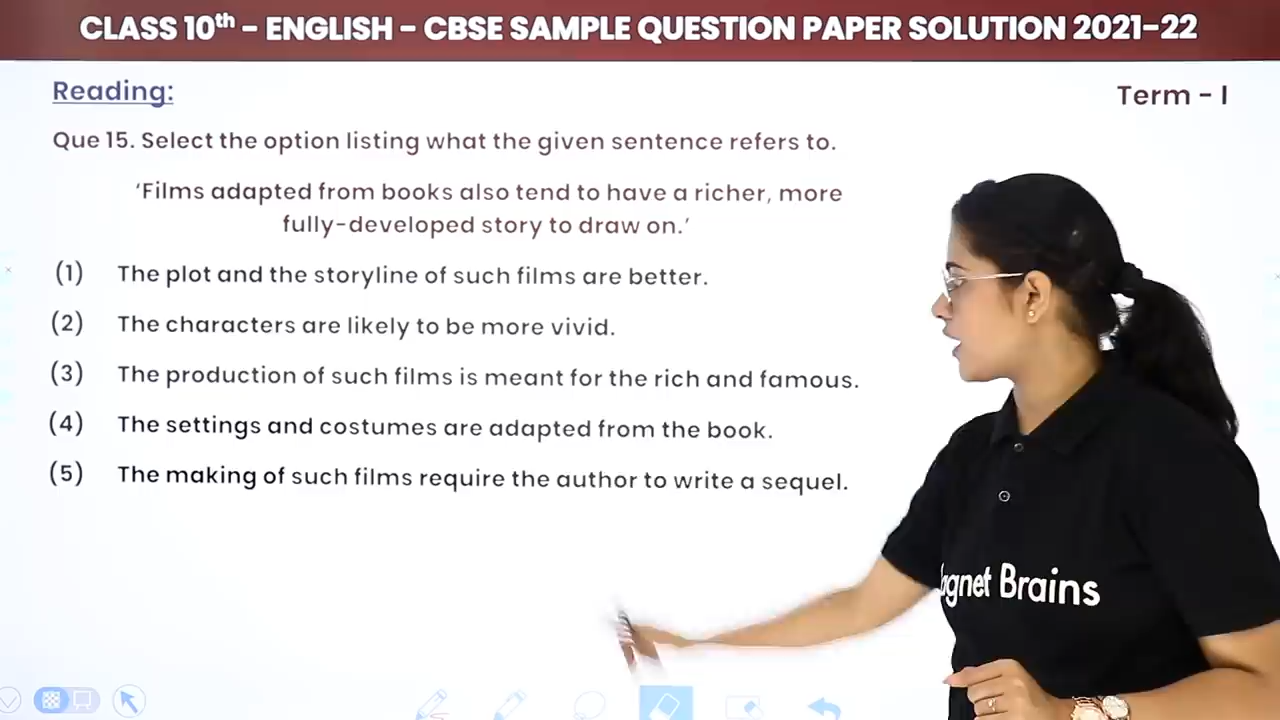 CLASS 10th - ENGLISH - CBSE SAMPLE QUESTION PAPER SOLUTION 2021-22
Reading:
Term - I
Que 15. Select the option listing what the given sentence refers to.
'Films adapted from books also tend to have a richer, more
fully-developed story to draw on.'
(1) The plot and the storyline of such films are better.
(2) The characters are likely to be more vivid.
(3) The production of such films is meant for the rich and famous.
(4) The settings and costumes are adapted from the book.
(5) The making of such films require the author to write a sequel.
agnet Brains